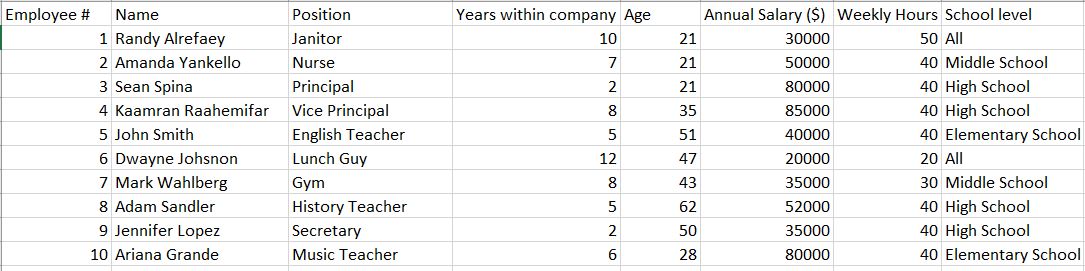 Employee # Name Position Years within company Age Annual Salary ($) Weekly Hours School level
1 Randy Alrefaey Janitor 10 21 30000 50 All
2 Amanda Yankello Nurse 7 21 50000 40 Middle School
3 Sean Spina Principal 2 21 80000 40 High School
4 Kaamran Raahemifar Vice Principal 8 35 85000 40 High School
5 John Smith English Teacher 5 51 40000 40 Elementary School
6 Dwayne Johsnon Lunch Guy 12 47 20000 20 All
7 Mark Wahlberg Gym 8 43 35000 30 Middle School
8 Adam Sandler History Teacher 5 62 52000 40 High School
9 Jennifer Lopez Secretary 2 50 35000 40 High School
10 Ariana Grande Music Teacher 6 28 80000 40 Elementary School